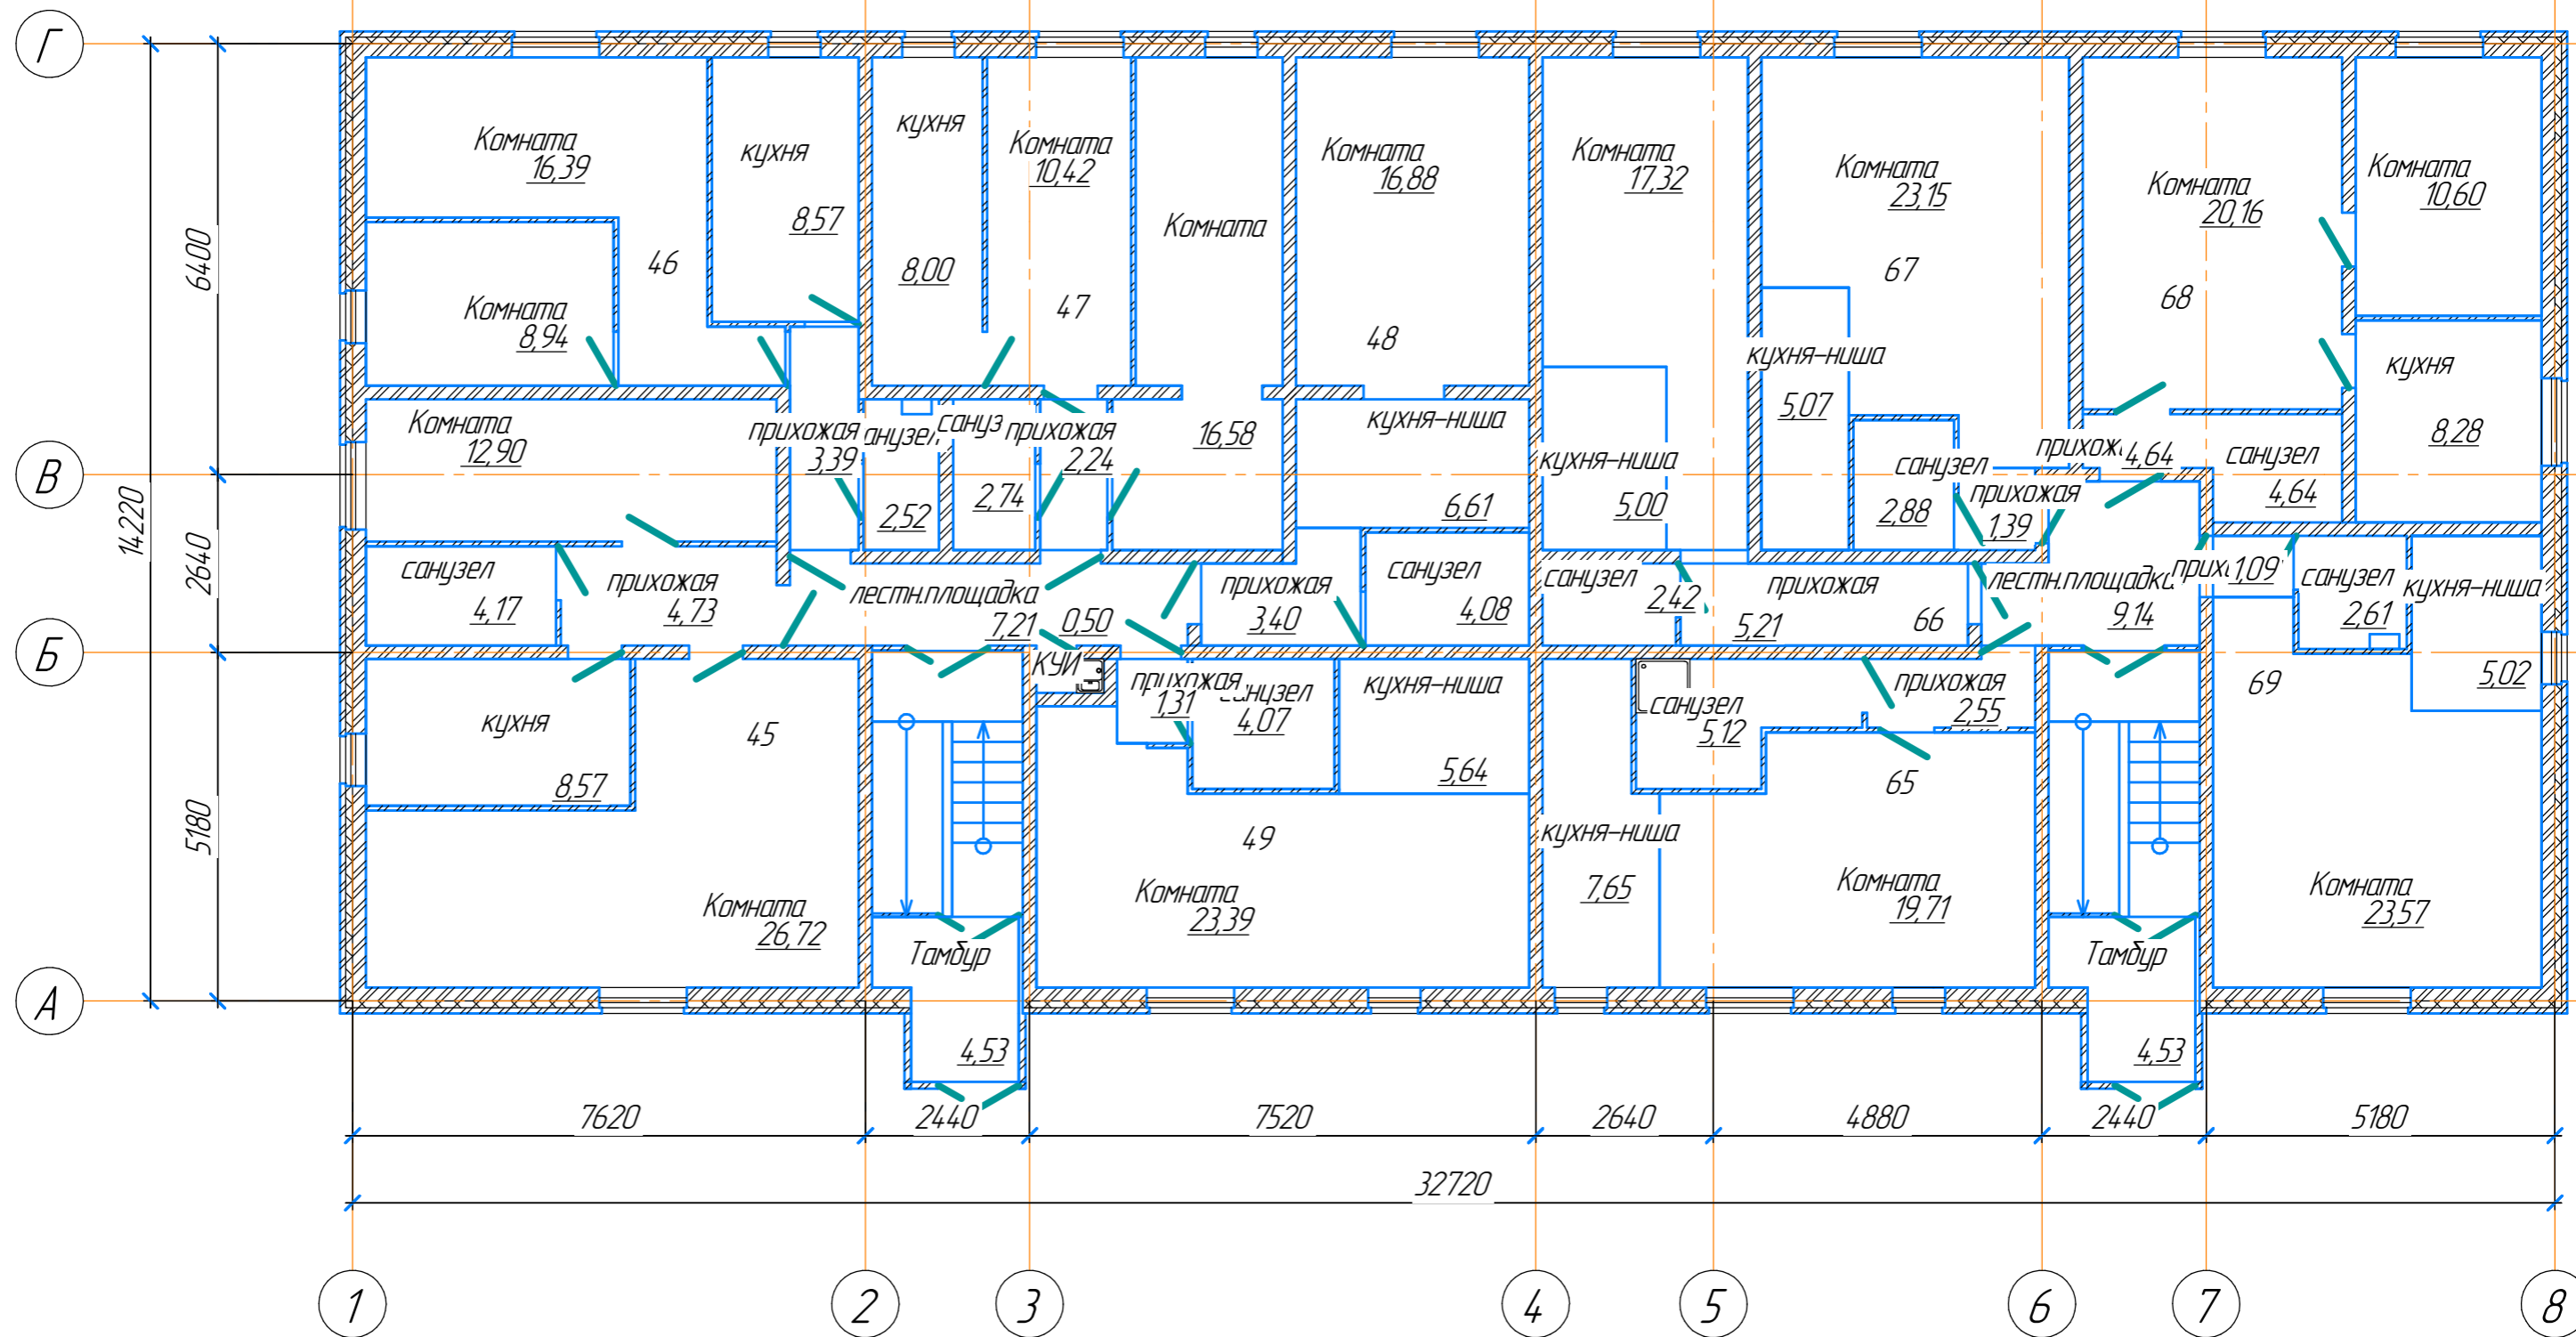 Г
Комната
16,39
кухня
8,57
46
Комната
8,94
кухня
8,00
Комната
10,42
47
Комната
16,58
Комната
16,88
48
Комната
17,32
Комната
23,15
67
Комната
20,16
68
Комната
10,60
6400
кухня-ниша
5,07
кухня
8,28
Комната
12,90
прихожая
3,39
анузел
2,52
сануз
2,74
прихожая
2,24
кухня-ниша
6,61
кухня-ниша
5,00
санузел
2,88
прихожая
1,39
прихож
4,64
санузел
4,64
В
14220
2640
санузел
4,17
прихожая
4,73
лестн.площадка
7,21
0,50
КУИ
прихожая
3,40
санузел
4,08
санузел
2,42
прихожая
5,21
66
лестн.площадка
9,14
прих
1,09
санузел
2,61
кухня-ниша
5,02
Б
кухня
8,57
45
прихожая
1,31
санузел
4,07
кухня-ниша
5,64
санузел
5,12
прихожая
2,55
65
69
5180
49
кухня-ниша
7,65
Комната
26,72
Комната
23,39
Комната
19,71
Комната
23,57
Тамбур
4,53
Тамбур
4,53
А
7620
2440
7520
2640
4880
2440
5180
32720
1
2
3
4
5
6
7
8